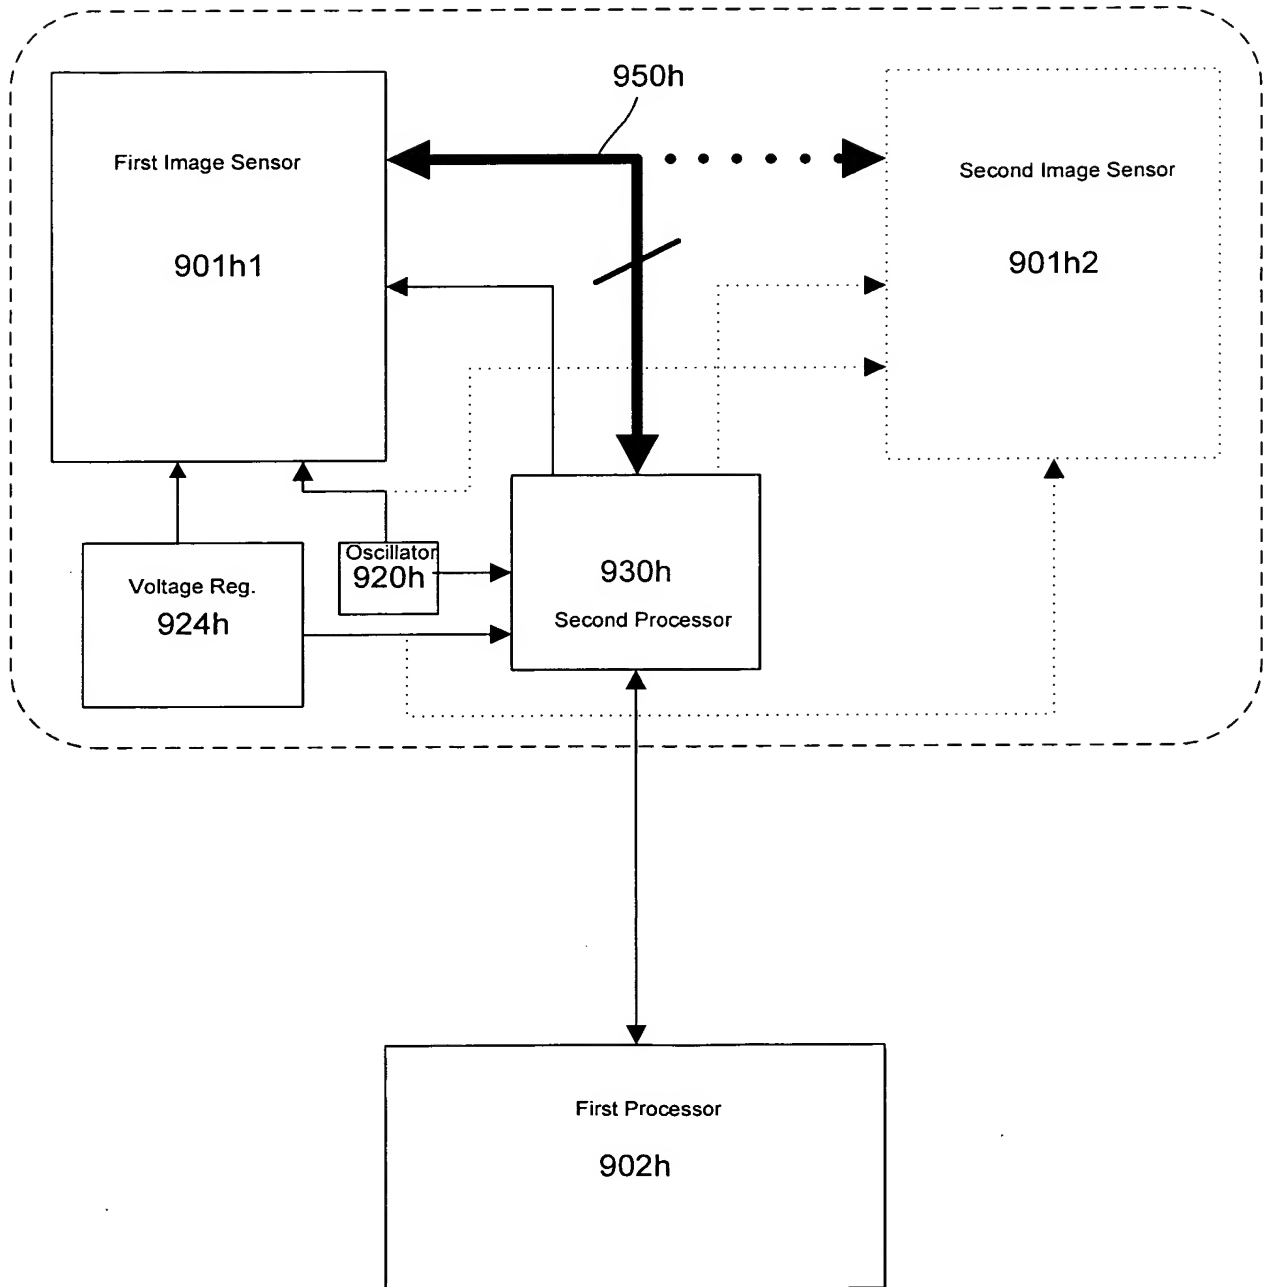 950h
First Image Sensor
901h1
Second Image Sensor
901h2
Oscillator
920h
Voltage Reg.
924h
930h
Second Processor
First Processor
902h